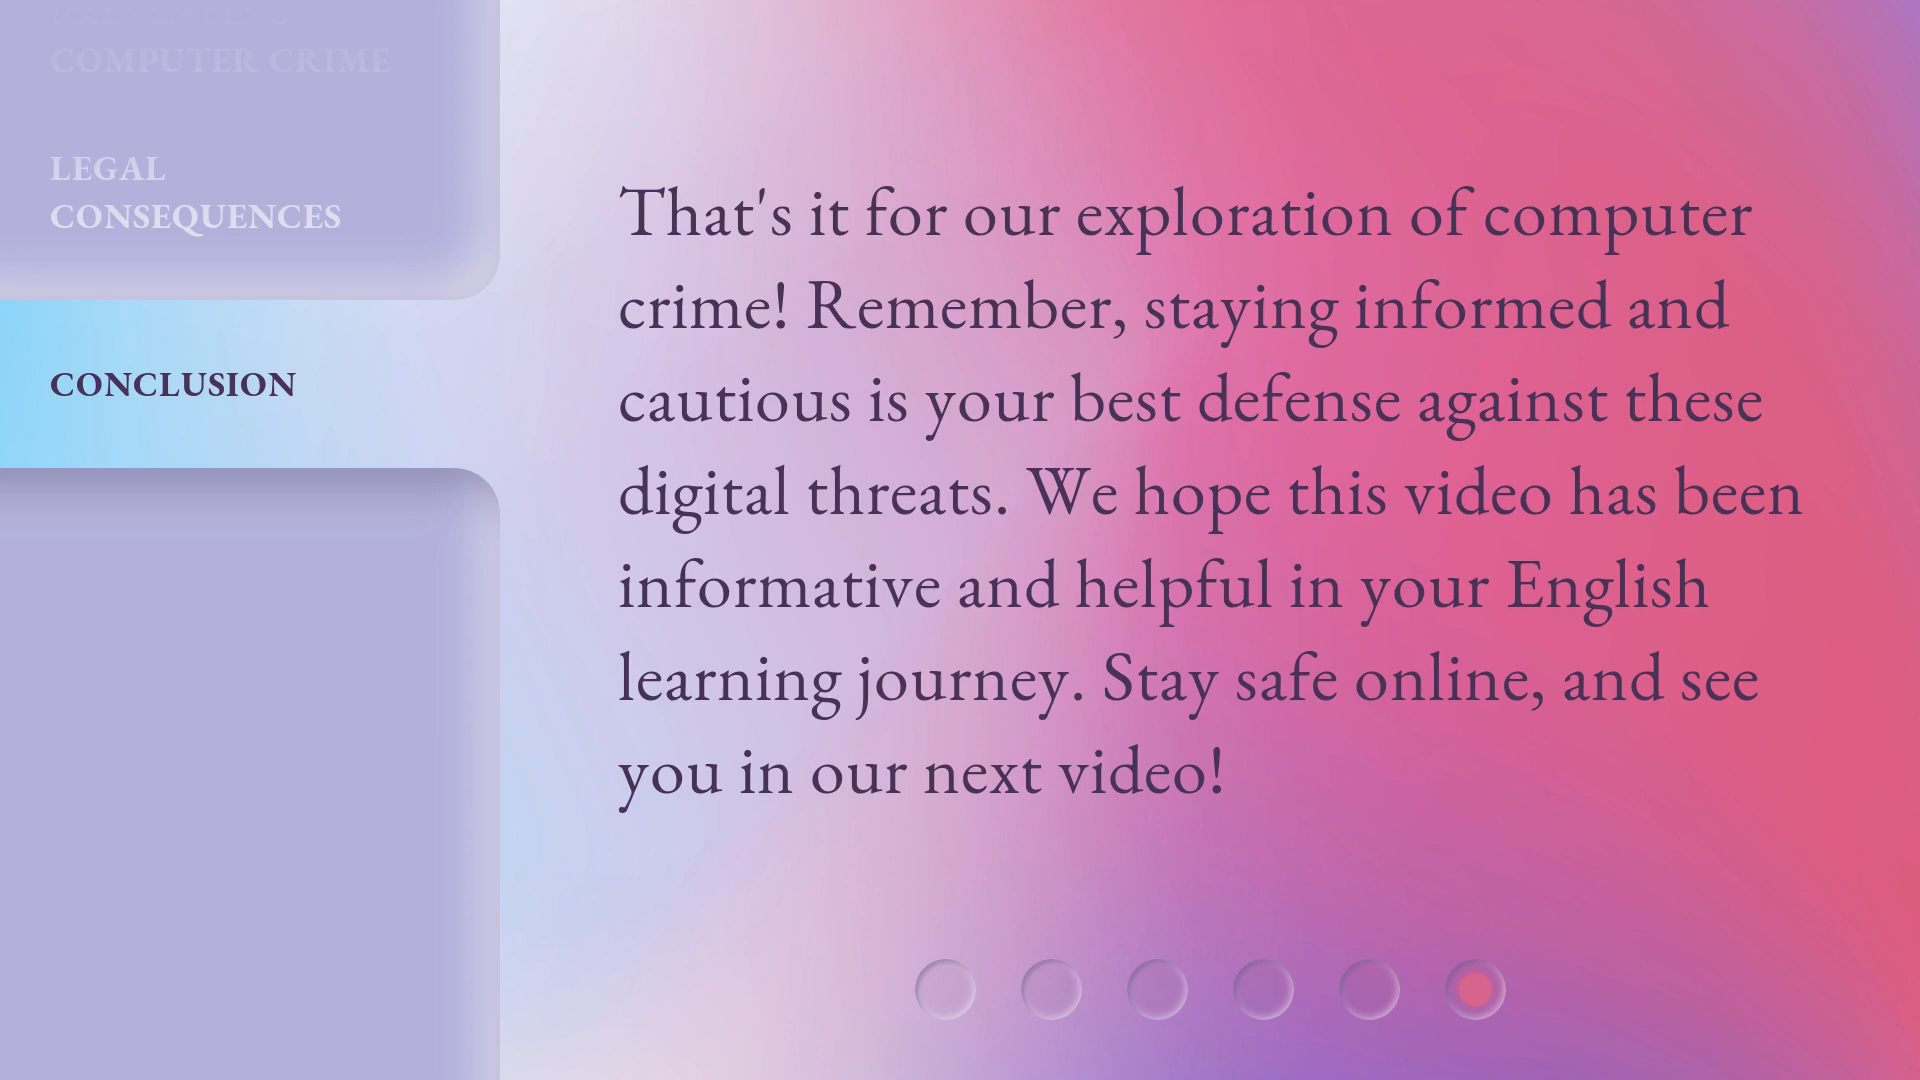 COMPUTER CRIME
LEGAL
CONSEQUENCES
CONCLUSION
That's it for our exploration of computer
crime! Remember, staying informed and
cautious is your best defense against these
digital threats. We hope this video has been
informative and helpful in your English
learning journey. Stay safe online, and see
you in our next video!